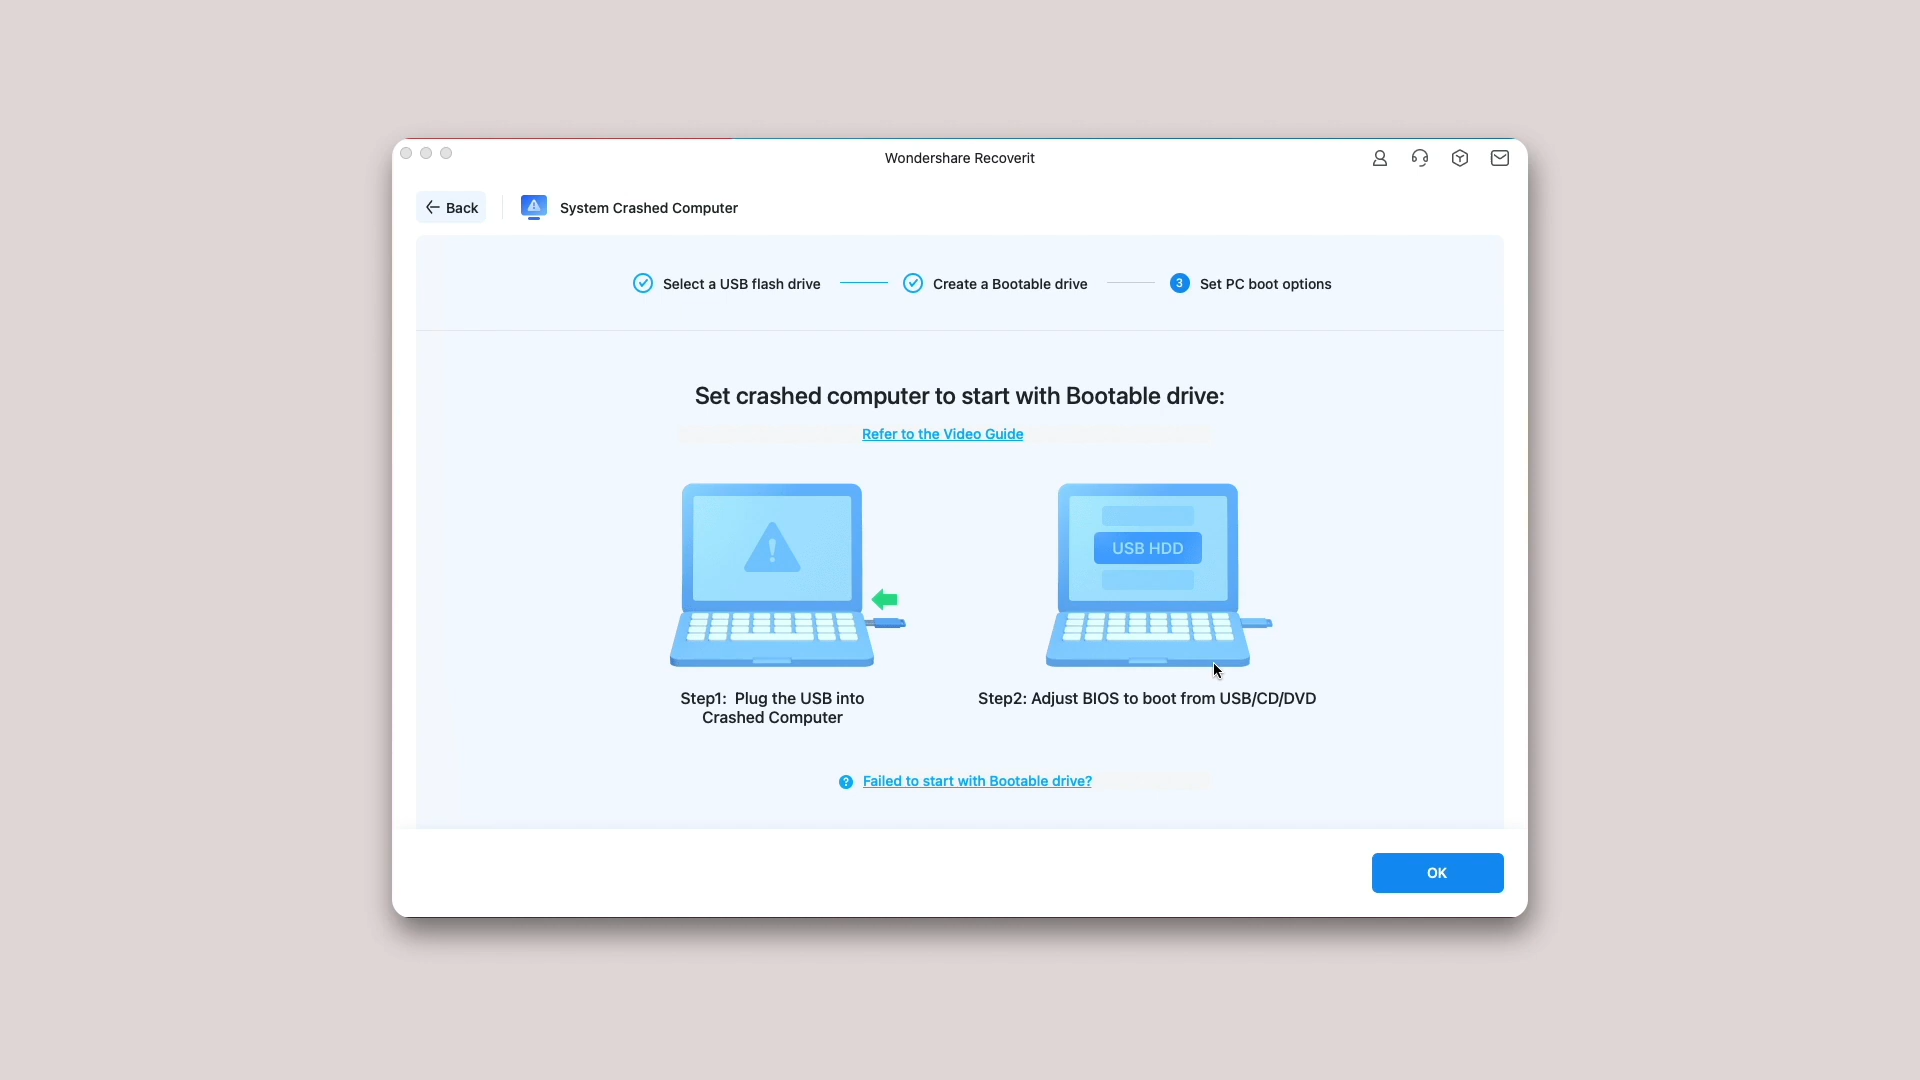 Wondershare Recoverit
Back
System Crashed Computer
Select a USB flash drive
Create a Bootable drive
3
Set PC boot options
Set crashed computer to start with Bootable drive:
Refer to the Video Guide
USB HDD
Step1: Plug the USB into
Crashed Computer
Step2: Adjust BIOS to boot from USB/CD/DVD
? Failed to start with Bootable drive?
OK